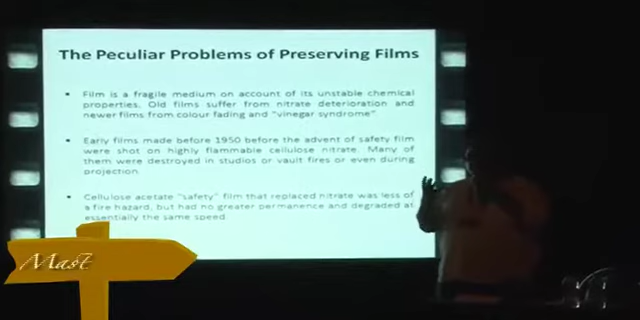 The Peculiar Problems of Preserving Films
• Film is a fragile medium on account of its unstable chemical
properties. Old films suffer from nitrate deterioration and
newer films from colour fading and "vinegar syndrome"
• Early films made before 1950 before the advent of safety film
were shot on highly flammable cellulose nitrate. Many of
them were destroyed in studios or vault fires or even during
projection.
• Cellulose acetate "safety" film that replaced nitrate was less of
a fire hazard, but had no greater permanence and degraded at
essentially the same speed.
Mast